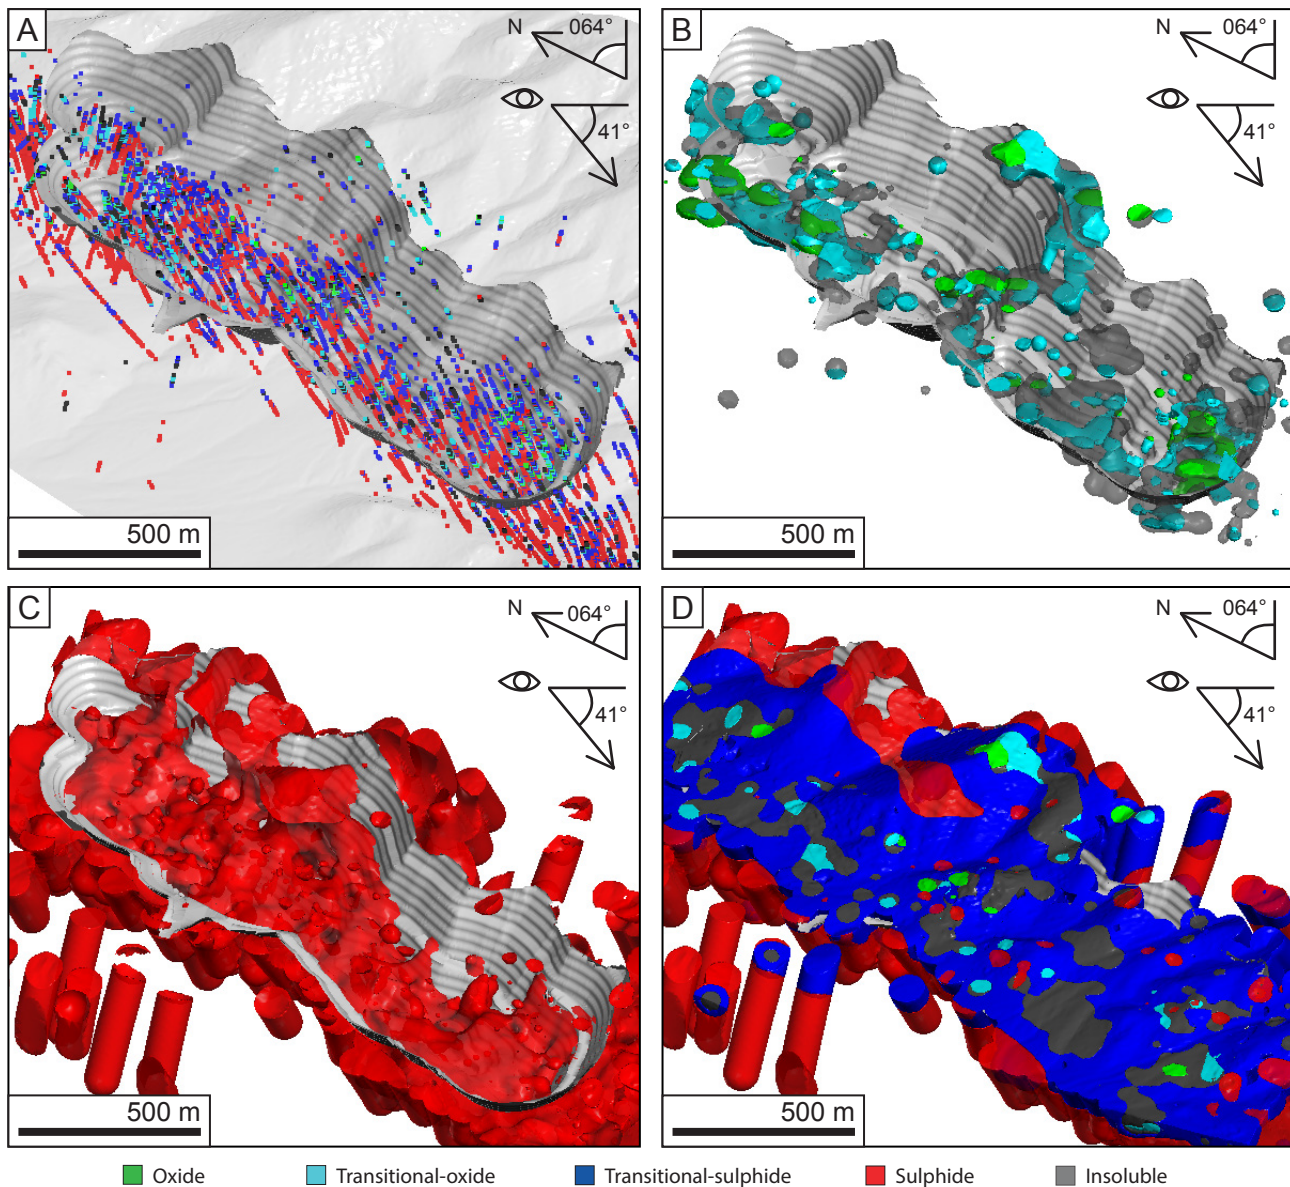 A
N
064°
41°
500 m
B
N
064°
41°
500 m
C
N
064°
41°
500 m
D
N
064°
41°
500 m
Oxide
Transitional-oxide
Transitional-sulphide
Sulphide
Insoluble